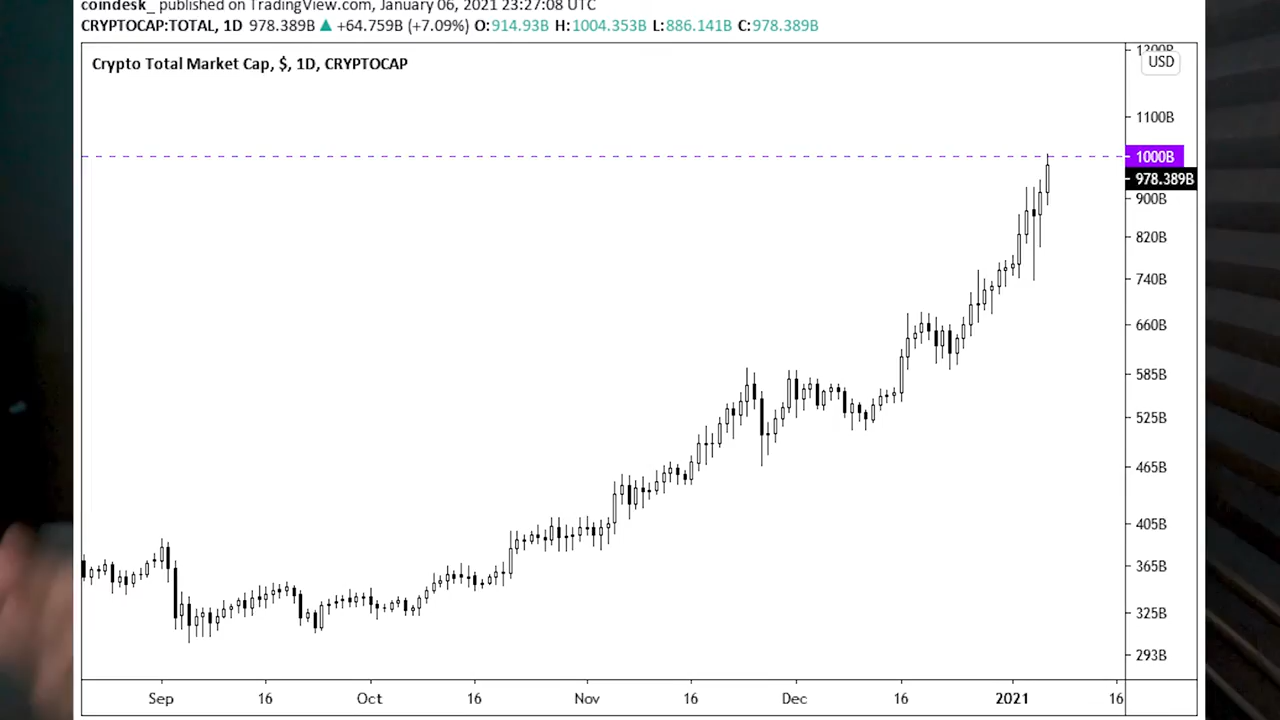 coindesk_ published on TradingView.com, January 06, 2021 23:27:08 UTC
CRYPTOCAP:TOTAL, 1D 978.389B ▲ +64.759B (+7.09%) O:914.93B H:1004.353B L:886.141B C:978.389B
Crypto Total Market Cap, $, 1D, CRYPTOCAP
1200B
USD
1100B
1000B
978.389B
900B
820B
740B
660B
585B
525B
465B
405B
365B
325B
293B
Sep 16 Oct 16 Nov 16 Dec 16 2021 16